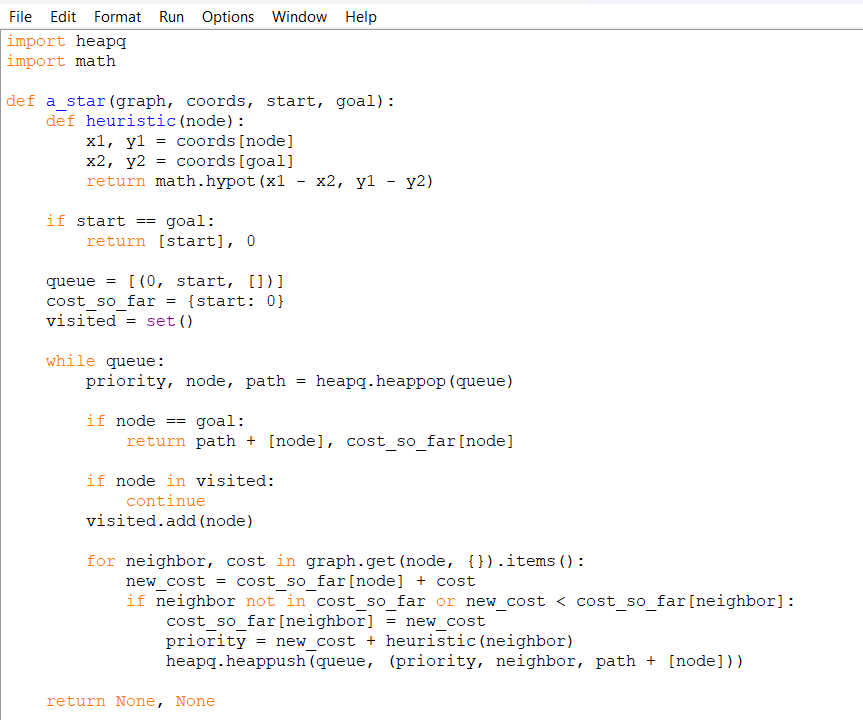 File Edit Format Run Options Window Help
import heapq
import math

def a_star(graph, coords, start, goal):
    def heuristic(node):
        x1, y1 = coords[node]
        x2, y2 = coords[goal]
        return math.hypot(x1 - x2, y1 - y2)

    if start == goal:
        return [start], 0

    queue = [(0, start, [])]
    cost_so_far = {start: 0}
    visited = set()

    while queue:
        priority, node, path = heapq.heappop(queue)

        if node == goal:
            return path + [node], cost_so_far[node]

        if node in visited:
            continue
        visited.add(node)

        for neighbor, cost in graph.get(node, {}).items():
            new_cost = cost_so_far[node] + cost
            if neighbor not in cost_so_far or new_cost < cost_so_far[neighbor]:
                cost_so_far[neighbor] = new_cost
                priority = new_cost + heuristic(neighbor)
                heapq.heappush(queue, (priority, neighbor, path + [node]))

    return None, None